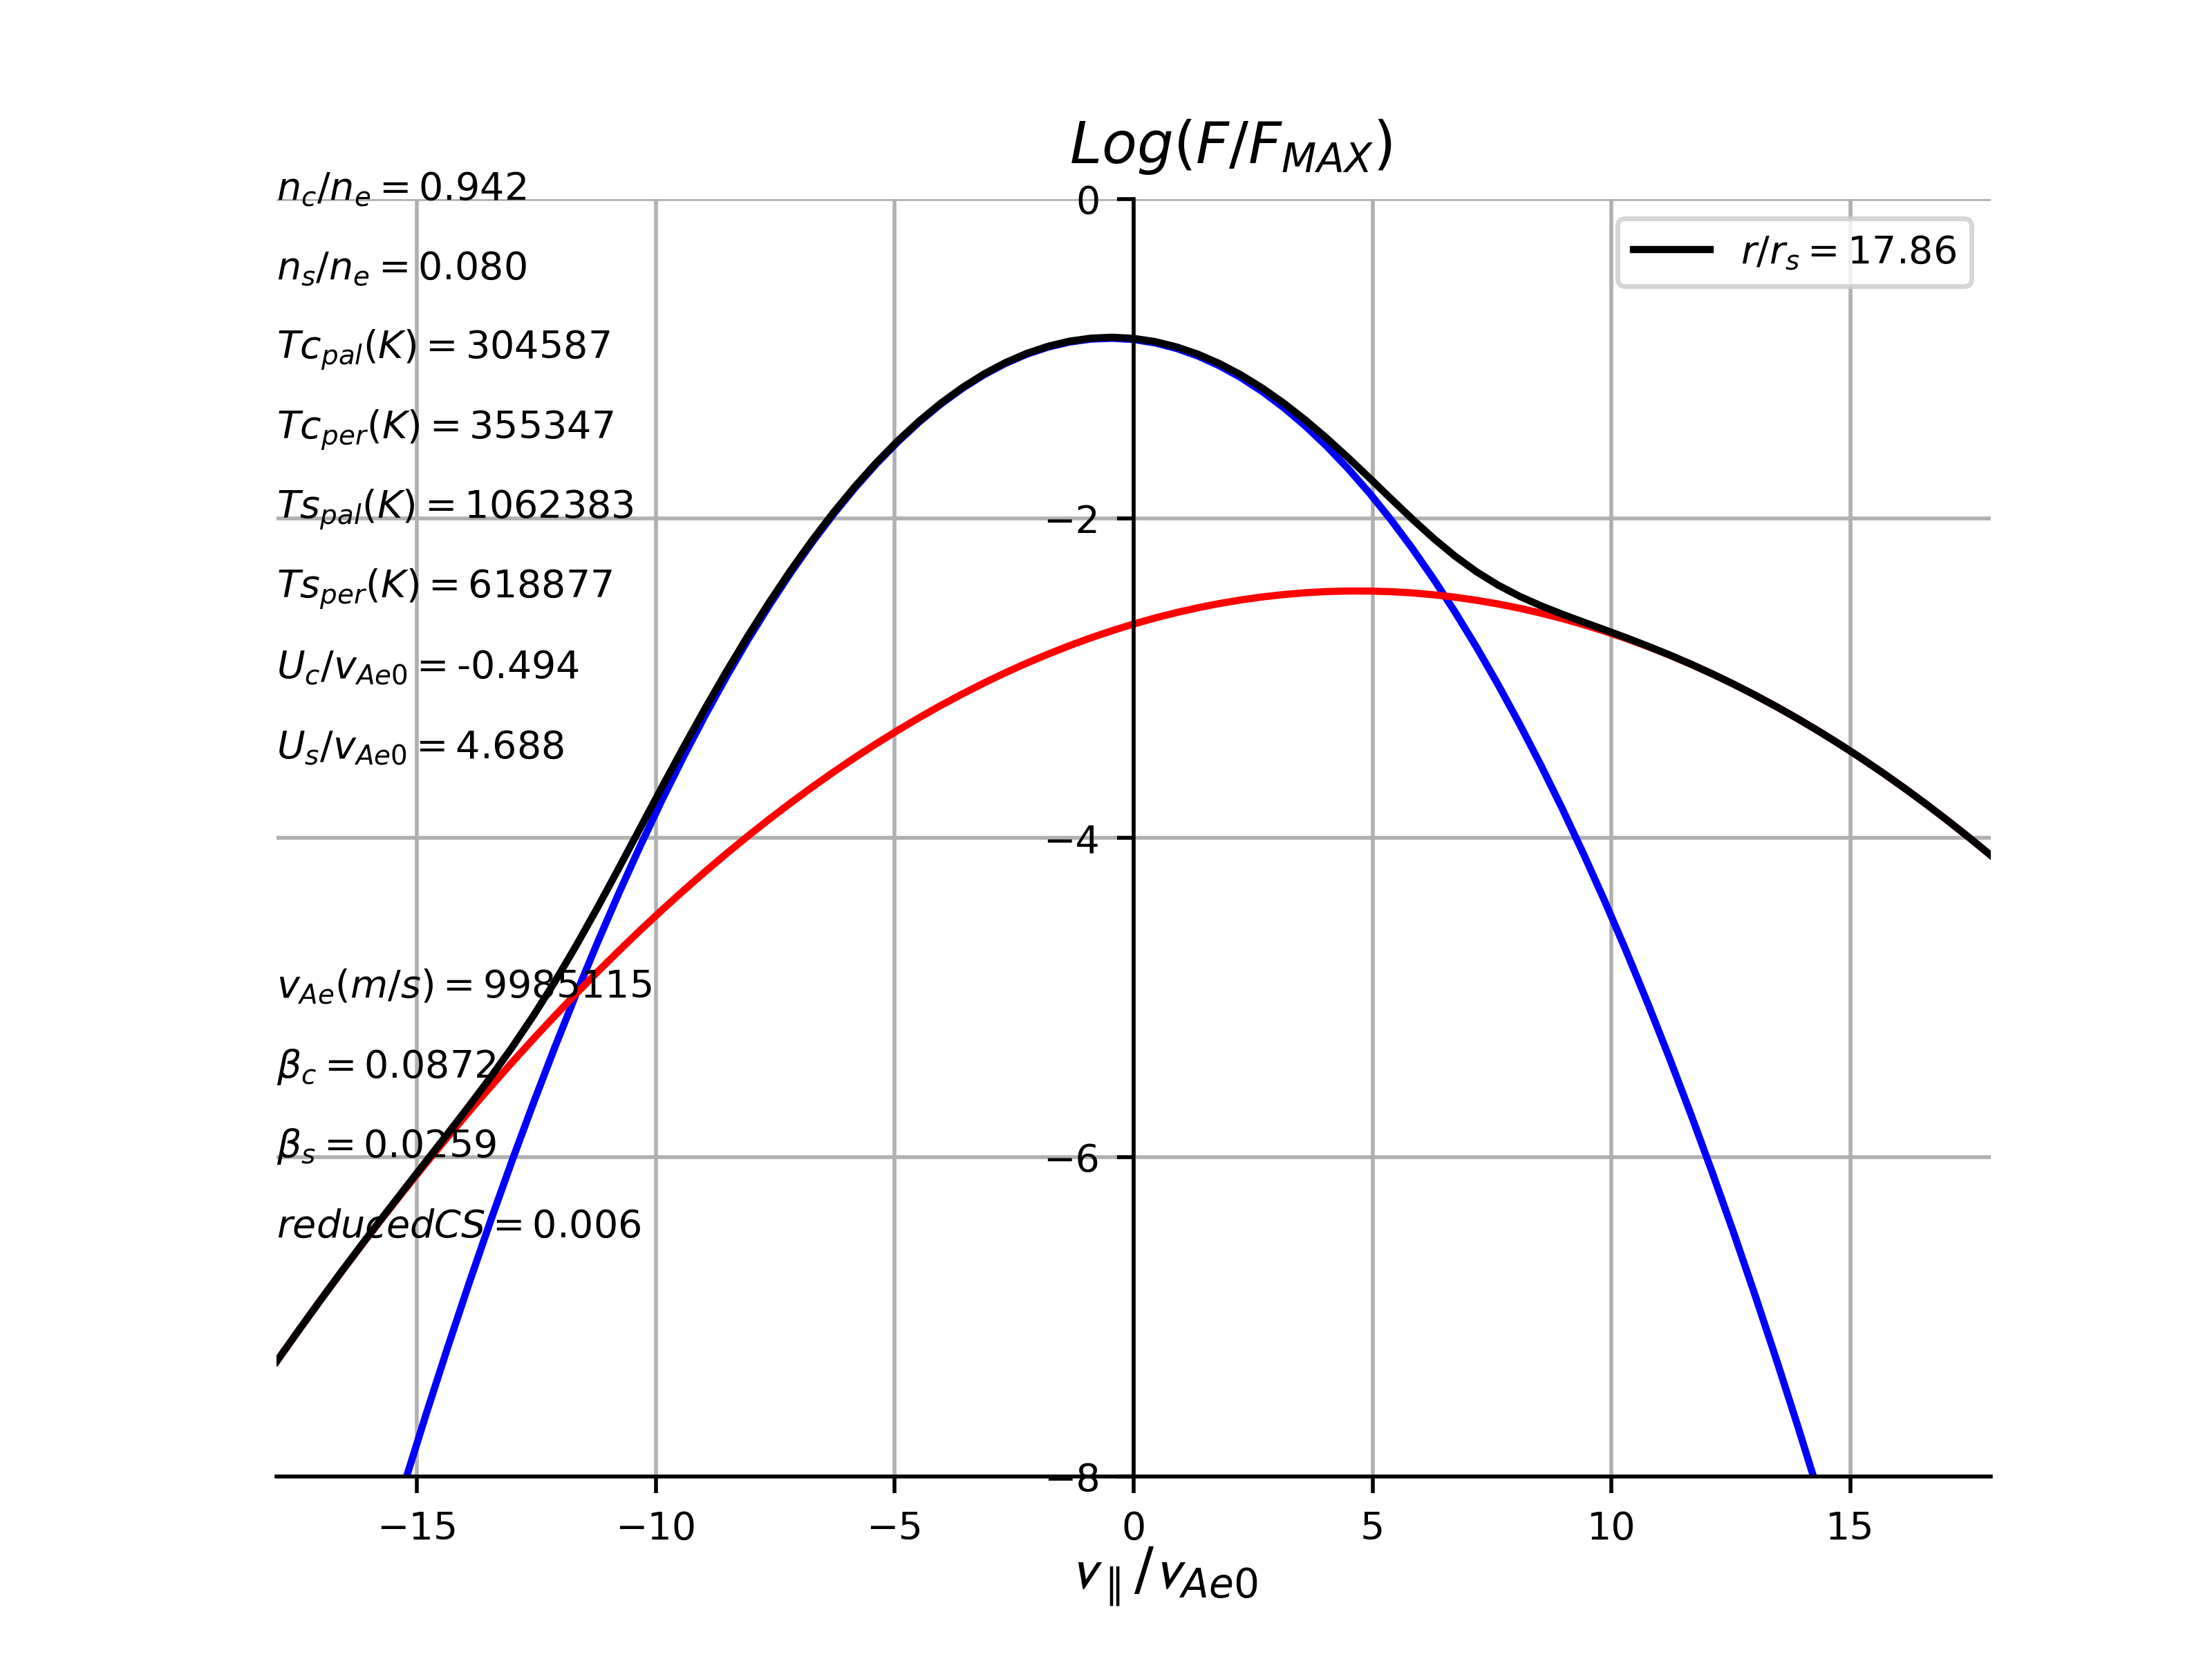 Log(F/F_MAX)
n_c/n_e = 0.942
n_s/n_e = 0.080
Tc_pal(K) = 304587
Tc_per(K) = 355347
Ts_pal(K) = 1062383
Ts_per(K) = 618877
U_c/v_Ae0 = -0.494
U_s/v_Ae0 = 4.688
v_Ae(m/s) = 9985115
β_c = 0.0872
β_s = 0.0259
reducedCS = 0.006
r/r_s = 17.86
0
−2
−4
−6
−8
−15 −10 −5 0 5 10 15
v_∥/v_Ae0